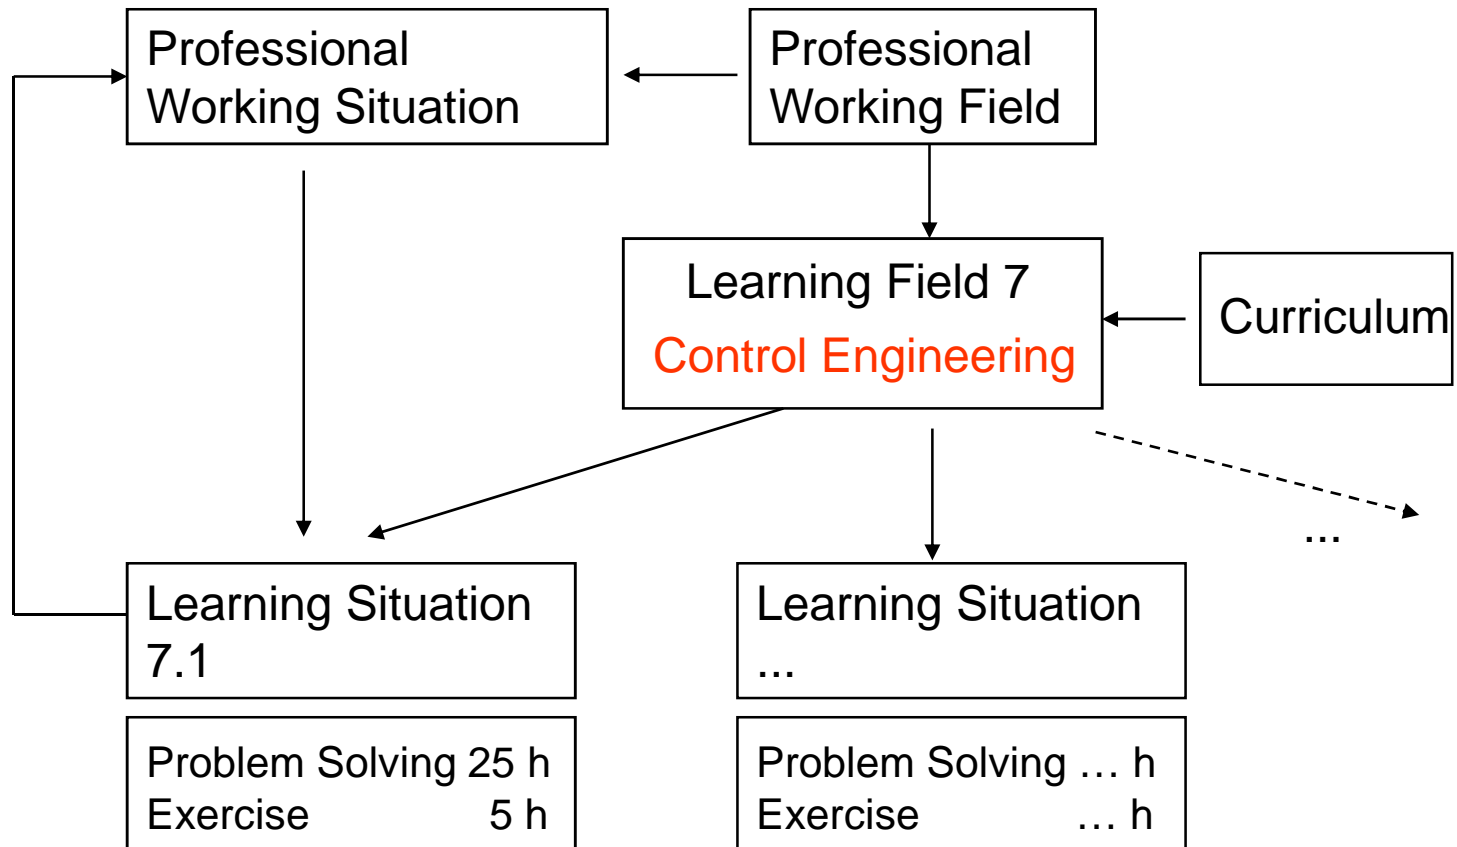 Professional
Working Situation
Professional
Working Field
Learning Field 7
Control Engineering
Curriculum
...
Learning Situation
7.1
Learning Situation
...
Problem Solving 25 h
Exercise 5 h
Problem Solving … h
Exercise … h